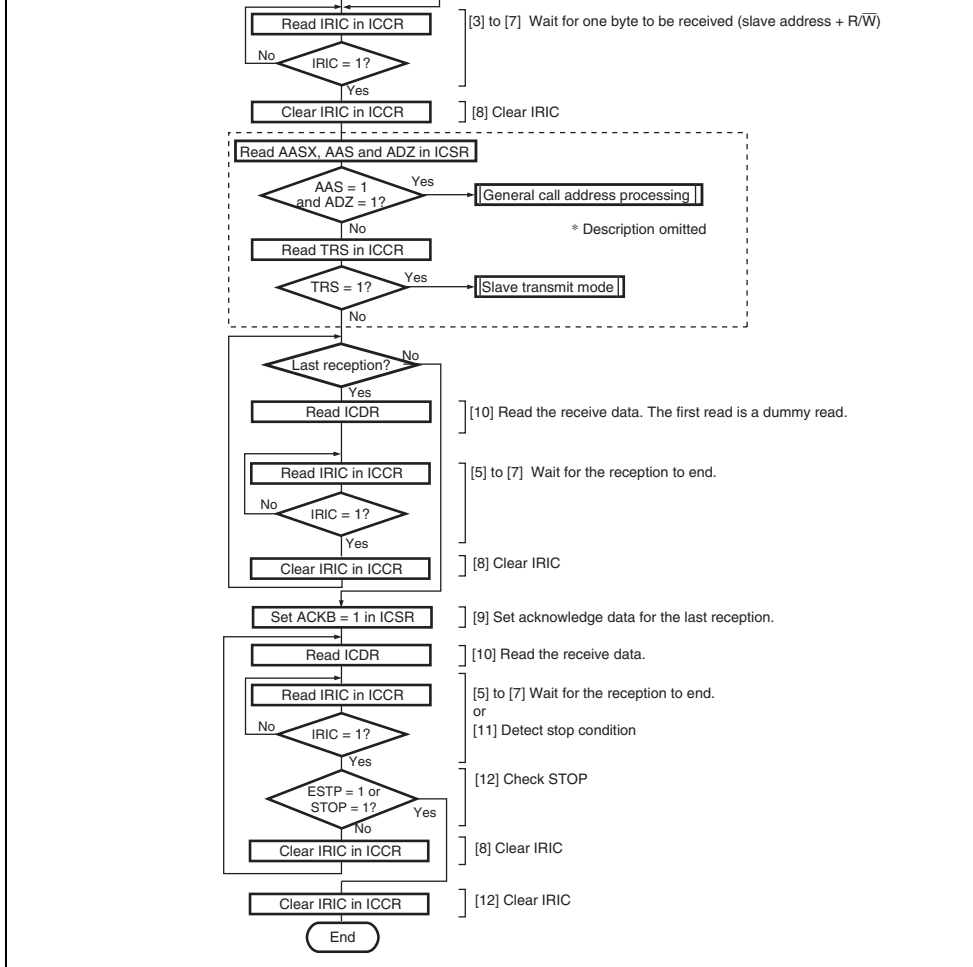 Read IRIC in ICCR
[3] to [7] Wait for one byte to be received (slave address + R/W̅)
No
IRIC = 1?
Yes
Clear IRIC in ICCR
[8] Clear IRIC
Read AASX, AAS and ADZ in ICSR
AAS = 1
and ADZ = 1?
Yes
General call address processing
No
* Description omitted
Read TRS in ICCR
TRS = 1?
Yes
Slave transmit mode
No
Last reception?
No
Yes
Read ICDR
[10] Read the receive data. The first read is a dummy read.
Read IRIC in ICCR
[5] to [7] Wait for the reception to end.
No
IRIC = 1?
Yes
Clear IRIC in ICCR
[8] Clear IRIC
Set ACKB = 1 in ICSR
[9] Set acknowledge data for the last reception.
Read ICDR
[10] Read the receive data.
Read IRIC in ICCR
[5] to [7] Wait for the reception to end.
or
[11] Detect stop condition
No
IRIC = 1?
Yes
ESTP = 1 or
STOP = 1?
[12] Check STOP
Yes
No
Clear IRIC in ICCR
[8] Clear IRIC
Clear IRIC in ICCR
[12] Clear IRIC
End